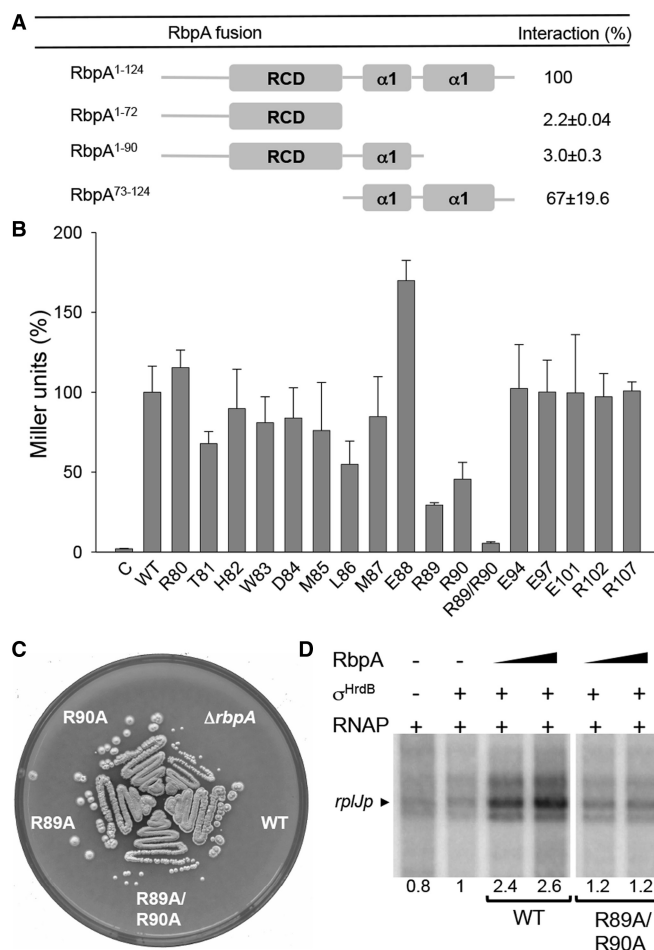 A
RbpA fusion Interaction (%)
RbpA1-124 RCD α1 α1 100
RbpA1-72 RCD 2.2±0.04
RbpA1-90 RCD α1 3.0±0.3
RbpA73-124 α1 α1 67±19.6
B
Miller units (%)
200
150
100
50
0
C WT R80 T81 H82 W83 D84 M85 L86 M87 E88 R89 R90 R89/R90 E94 E97 E101 R102 R107
C
R90A ΔrbpA
R89A WT
R89A/
R90A
D
RbpA - -
σHrdB - + + + + +
RNAP + + + + + +
rplJp
0.8 1 2.4 2.6 1.2 1.2
WT R89A/
R90A